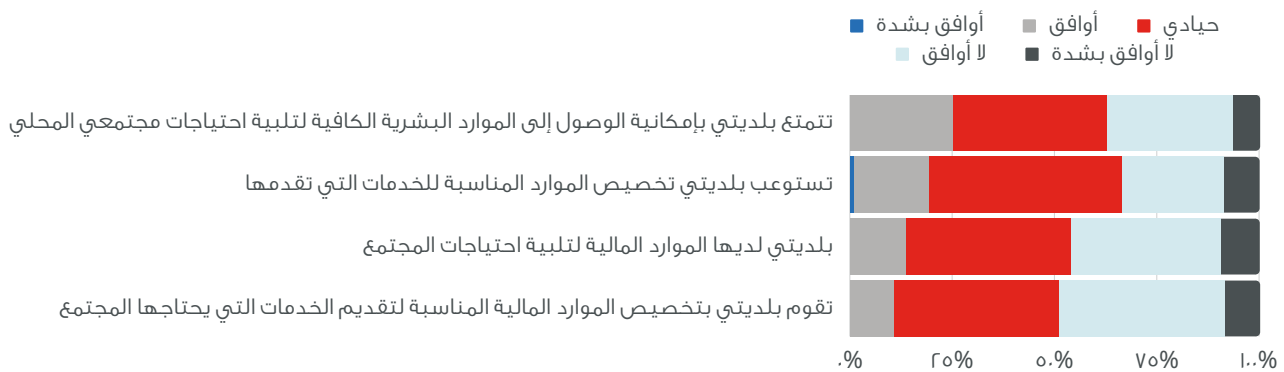 حيادي أوافق أوافق بشدة
لا أوافق بشدة لا أوافق
تتمتع بلديتي بإمكانية الوصول إلى الموارد البشرية الكافية لتلبية احتياجات مجتمعي المحلي
تستوعب بلديتي تخصيص الموارد المناسبة للخدمات التي تقدمها
بلديتي لديها الموارد المالية لتلبية احتياجات المجتمع
تقوم بلديتي بتخصيص الموارد المالية المناسبة لتقديم الخدمات التي يحتاجها المجتمع
٠% ٢٥% ٥٠% ٧٥% ١٠٠%